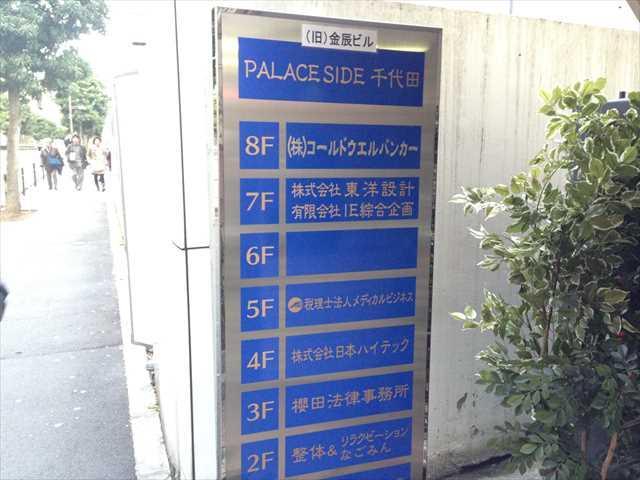 (旧)金辰ビル
PALACE SIDE 千代田
8F (株)コールドウエルバンカー
7F 株式会社 東洋設計
有限会社 IE綜合企画
6F
5F 税理士法人メディカルビジネス
4F 株式会社日本ハイテック
3F 櫻田法律事務所
2F 整体& リラクゼーション
なごみん